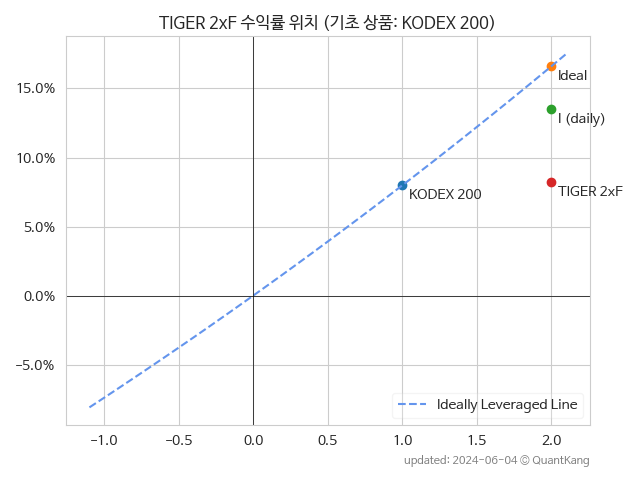 TIGER 2xF 수익률 위치 (기초 상품: KODEX 200)
15.0%
10.0%
5.0%
0.0%
−5.0%
Ideal
I (daily)
TIGER 2xF
KODEX 200
Ideally Leveraged Line
−1.0
−0.5
0.0
0.5
1.0
1.5
2.0
updated: 2024-06-04 © QuantKang